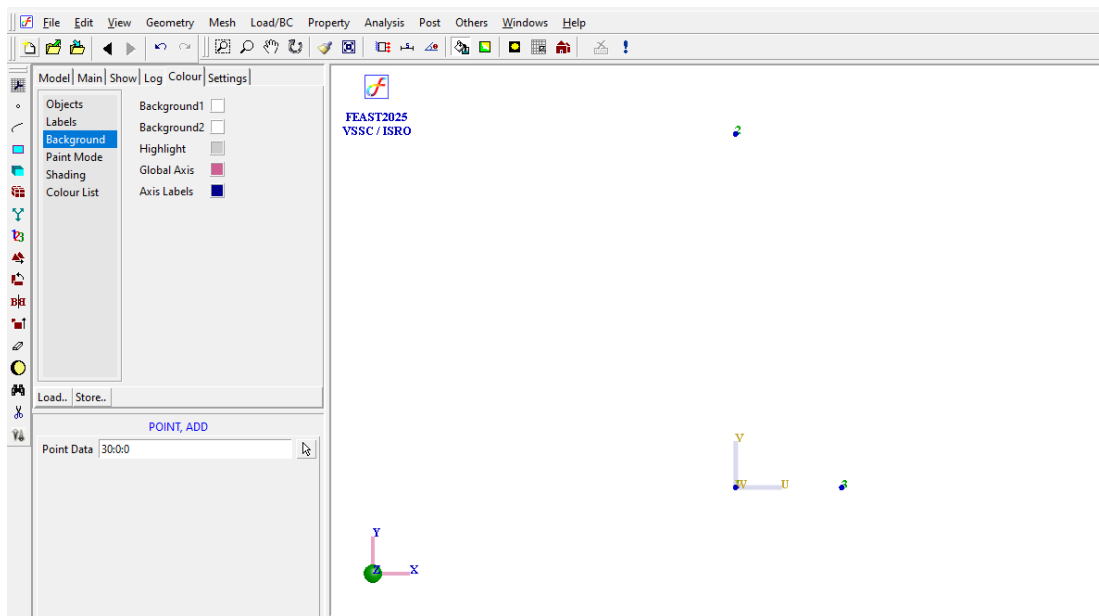 File Edit View Geometry Mesh Load/BC Property Analysis Post Others Windows Help
Model Main Show Log Colour Settings
Objects
Labels
Background
Paint Mode
Shading
Colour List
Background1
Background2
Highlight
Global Axis
Axis Labels
Load.. Store..
POINT, ADD
Point Data 30:0:0
FEAST2025
VSSC / ISRO
2
V
W U 3
Y
Z X